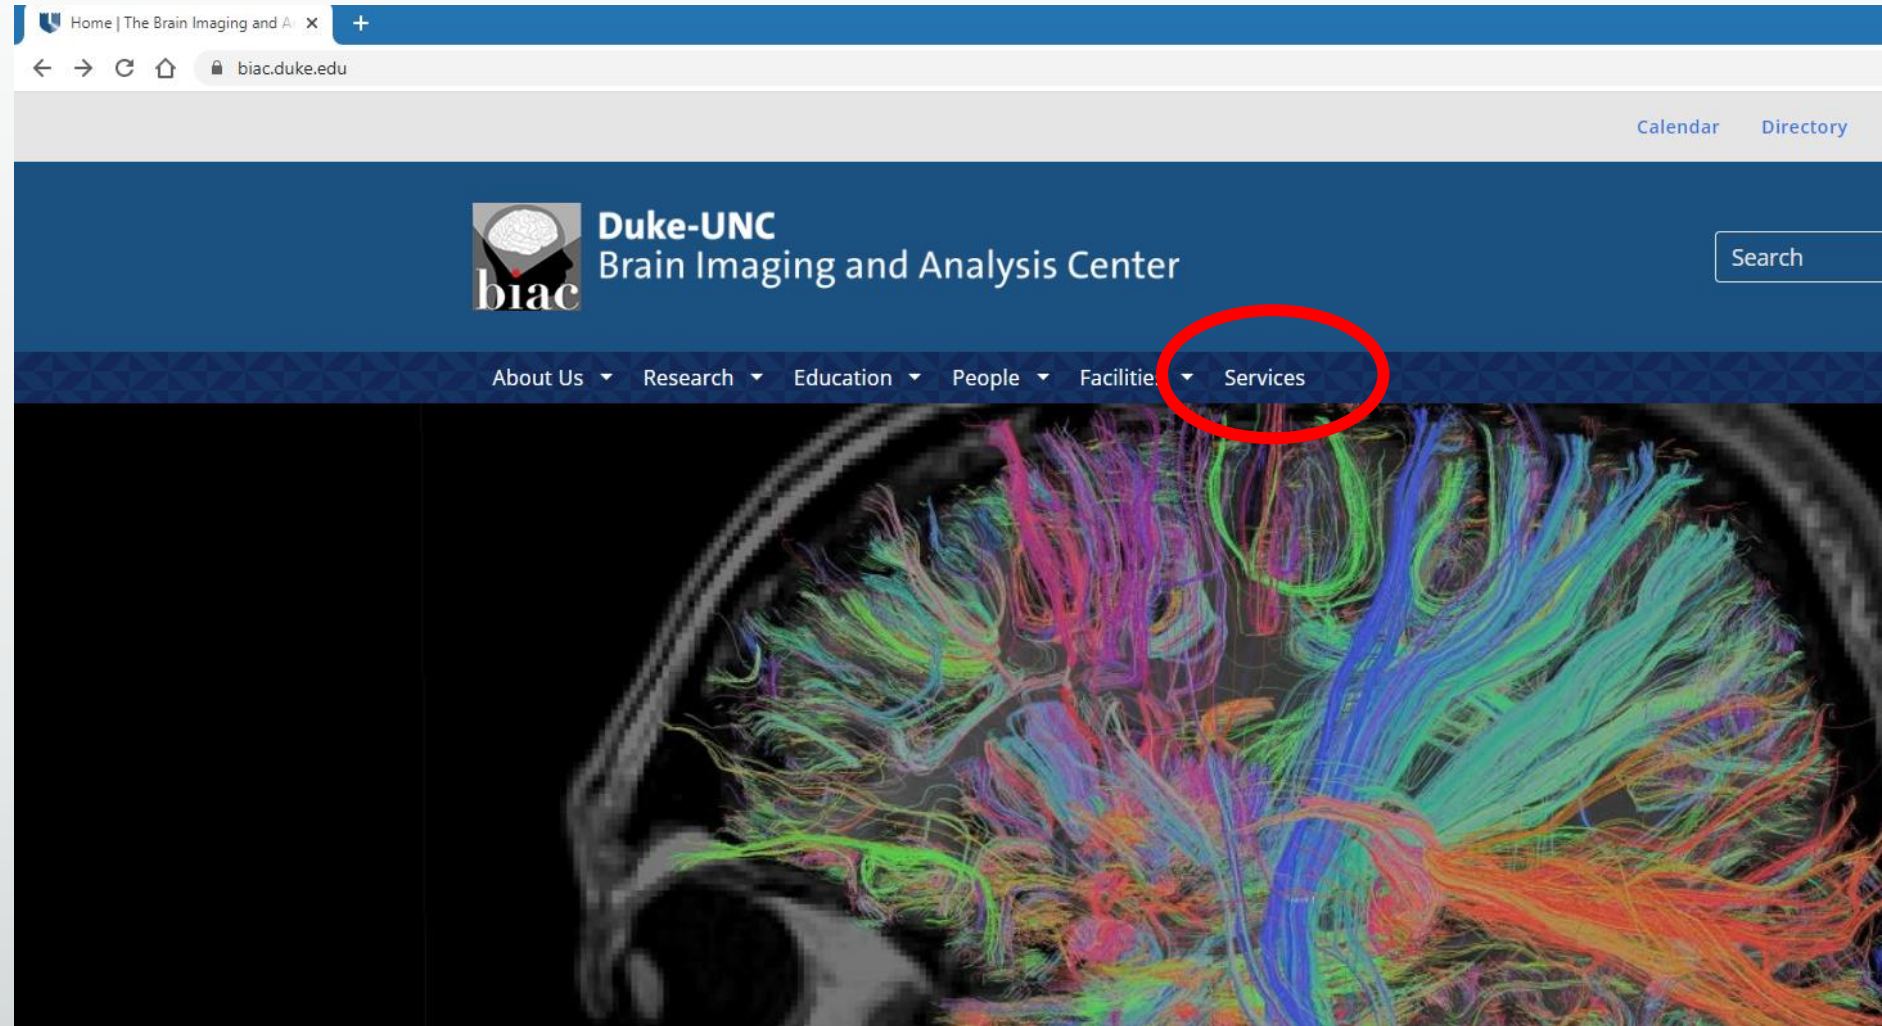 Home | The Brain Imaging and A
biac.duke.edu
Calendar Directory
Duke-UNC
Brain Imaging and Analysis Center
biac
Search
About Us Research Education People Facilities Services